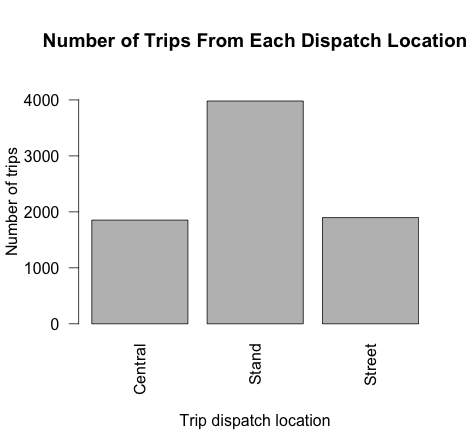 Number of Trips From Each Dispatch Location
Number of trips
4000
3000
2000
1000
0
Central
Stand
Street
Trip dispatch location